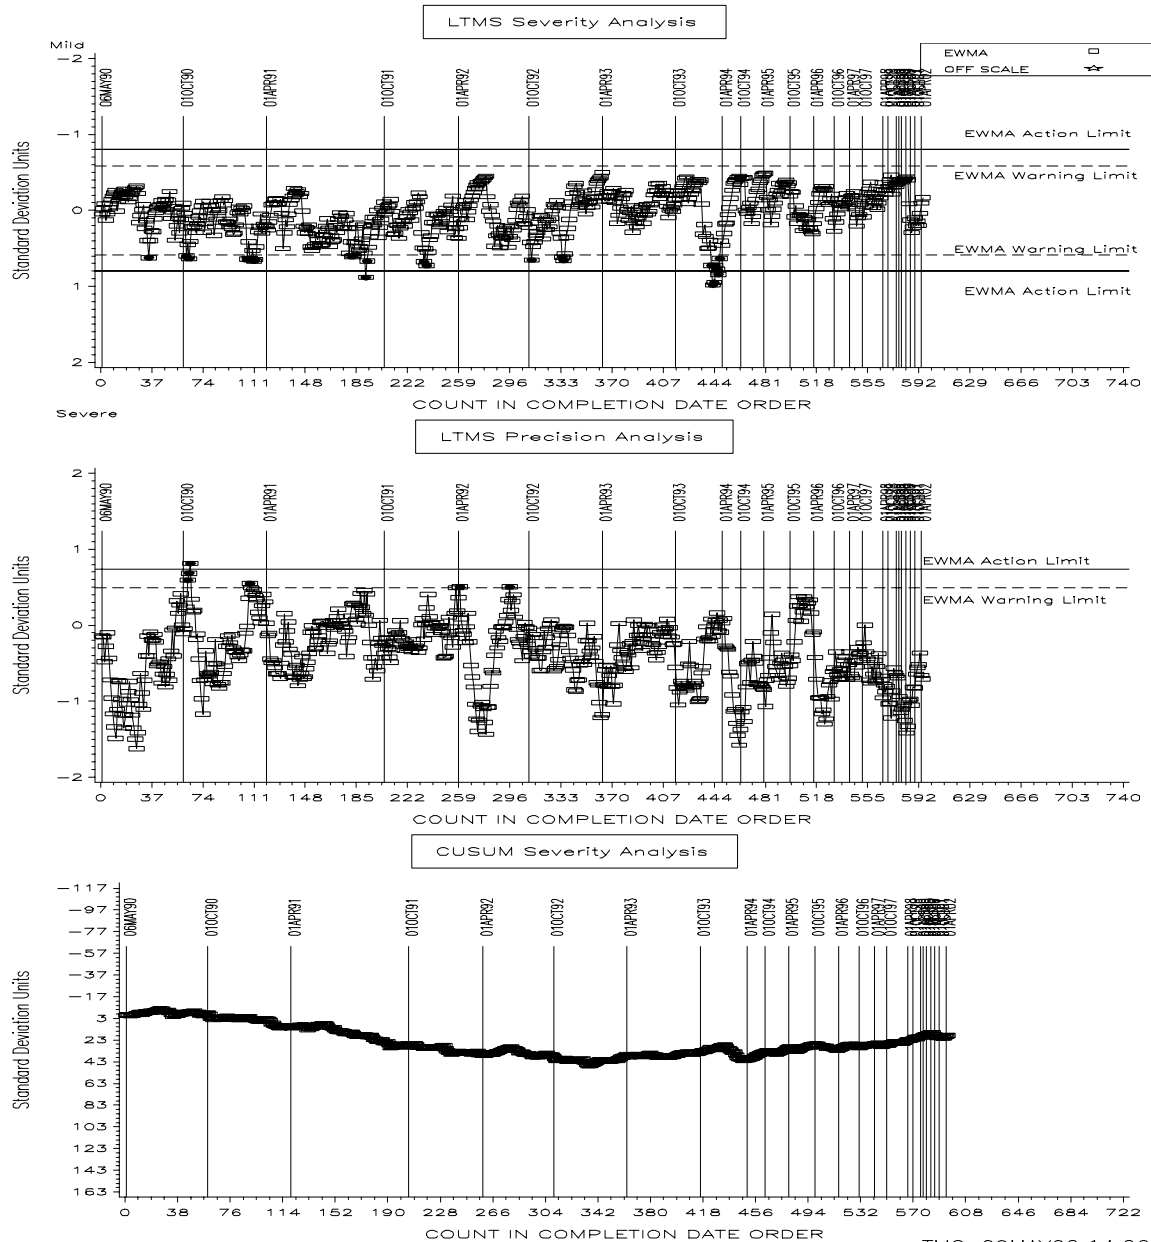 LTMS Severity Analysis
Mild
EWMA
OFF SCALE
-2
-1
0
1
2
Standard Deviation Units
06MAY90 01OCT90 01APR91 01OCT91 01APR92 01OCT92 01APR93 01OCT93 01APR94 01OCT94 01APR95 01OCT95 01APR96 01OCT96 01APR97 01OCT97 01APR98 01APR02
EWMA Action Limit
EWMA Warning Limit
EWMA Warning Limit
EWMA Action Limit
0 37 74 111 148 185 222 259 296 333 370 407 444 481 518 555 592 629 666 703 740
COUNT IN COMPLETION DATE ORDER
Severe
LTMS Precision Analysis
2
1
0
-1
-2
Standard Deviation Units
06MAY90 01OCT90 01APR91 01OCT91 01APR92 01OCT92 01APR93 01OCT93 01APR94 01OCT94 01APR95 01OCT95 01APR96 01OCT96 01APR97 01OCT97 01APR98 01APR02
EWMA Action Limit
EWMA Warning Limit
0 37 74 111 148 185 222 259 296 333 370 407 444 481 518 555 592 629 666 703 740
COUNT IN COMPLETION DATE ORDER
CUSUM Severity Analysis
-117
-97
-77
-57
-37
-17
3
23
43
63
83
103
123
143
163
Standard Deviation Units
06MAY90 01OCT90 01APR91 01OCT91 01APR92 01OCT92 01APR93 01OCT93 01APR94 01OCT94 01APR95 01OCT95 01APR96 01OCT96 01APR97 01OCT97 01APR98 01APR02
0 38 76 114 152 190 228 266 304 342 380 418 456 494 532 570 608 646 684 722
COUNT IN COMPLETION DATE ORDER